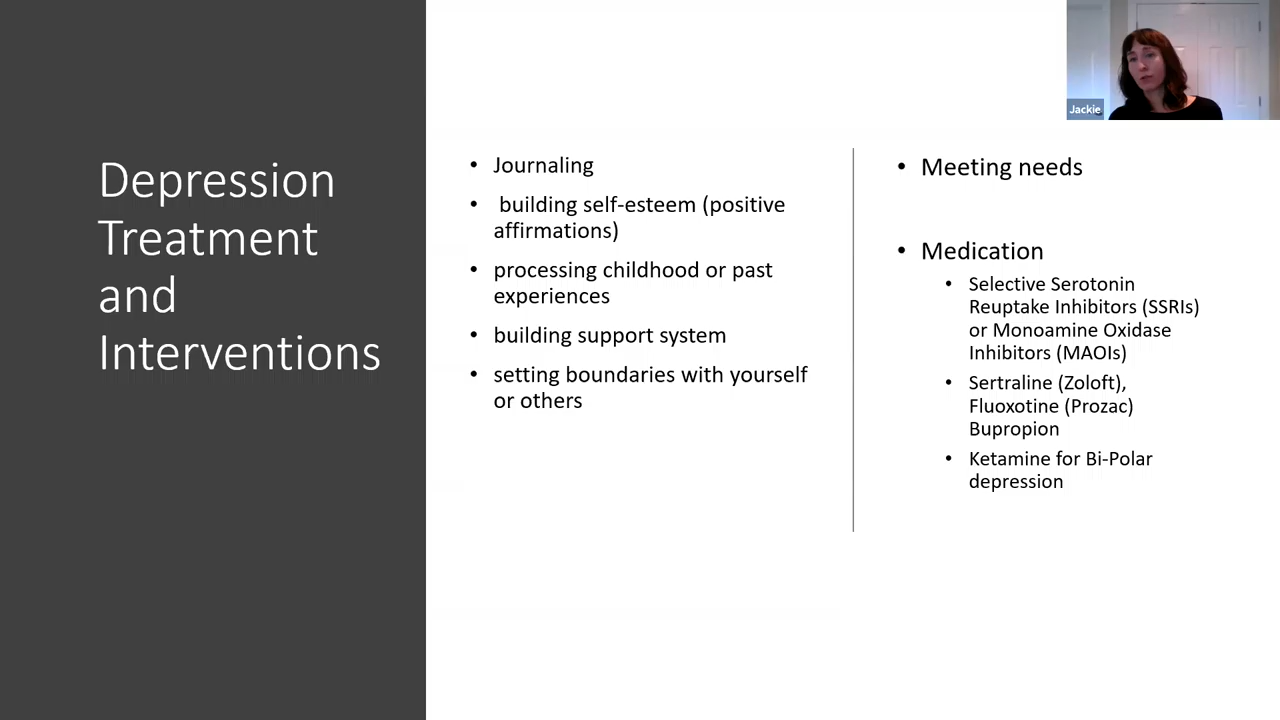 Depression
Treatment
and
Interventions
• Journaling
• building self-esteem (positive
affirmations)
• processing childhood or past
experiences
• building support system
• setting boundaries with yourself
or others
• Meeting needs
• Medication
• Selective Serotonin
Reuptake Inhibitors (SSRIs)
or Monoamine Oxidase
Inhibitors (MAOIs)
• Sertraline (Zoloft),
Fluoxotine (Prozac)
Bupropion
• Ketamine for Bi-Polar
depression
Jackie